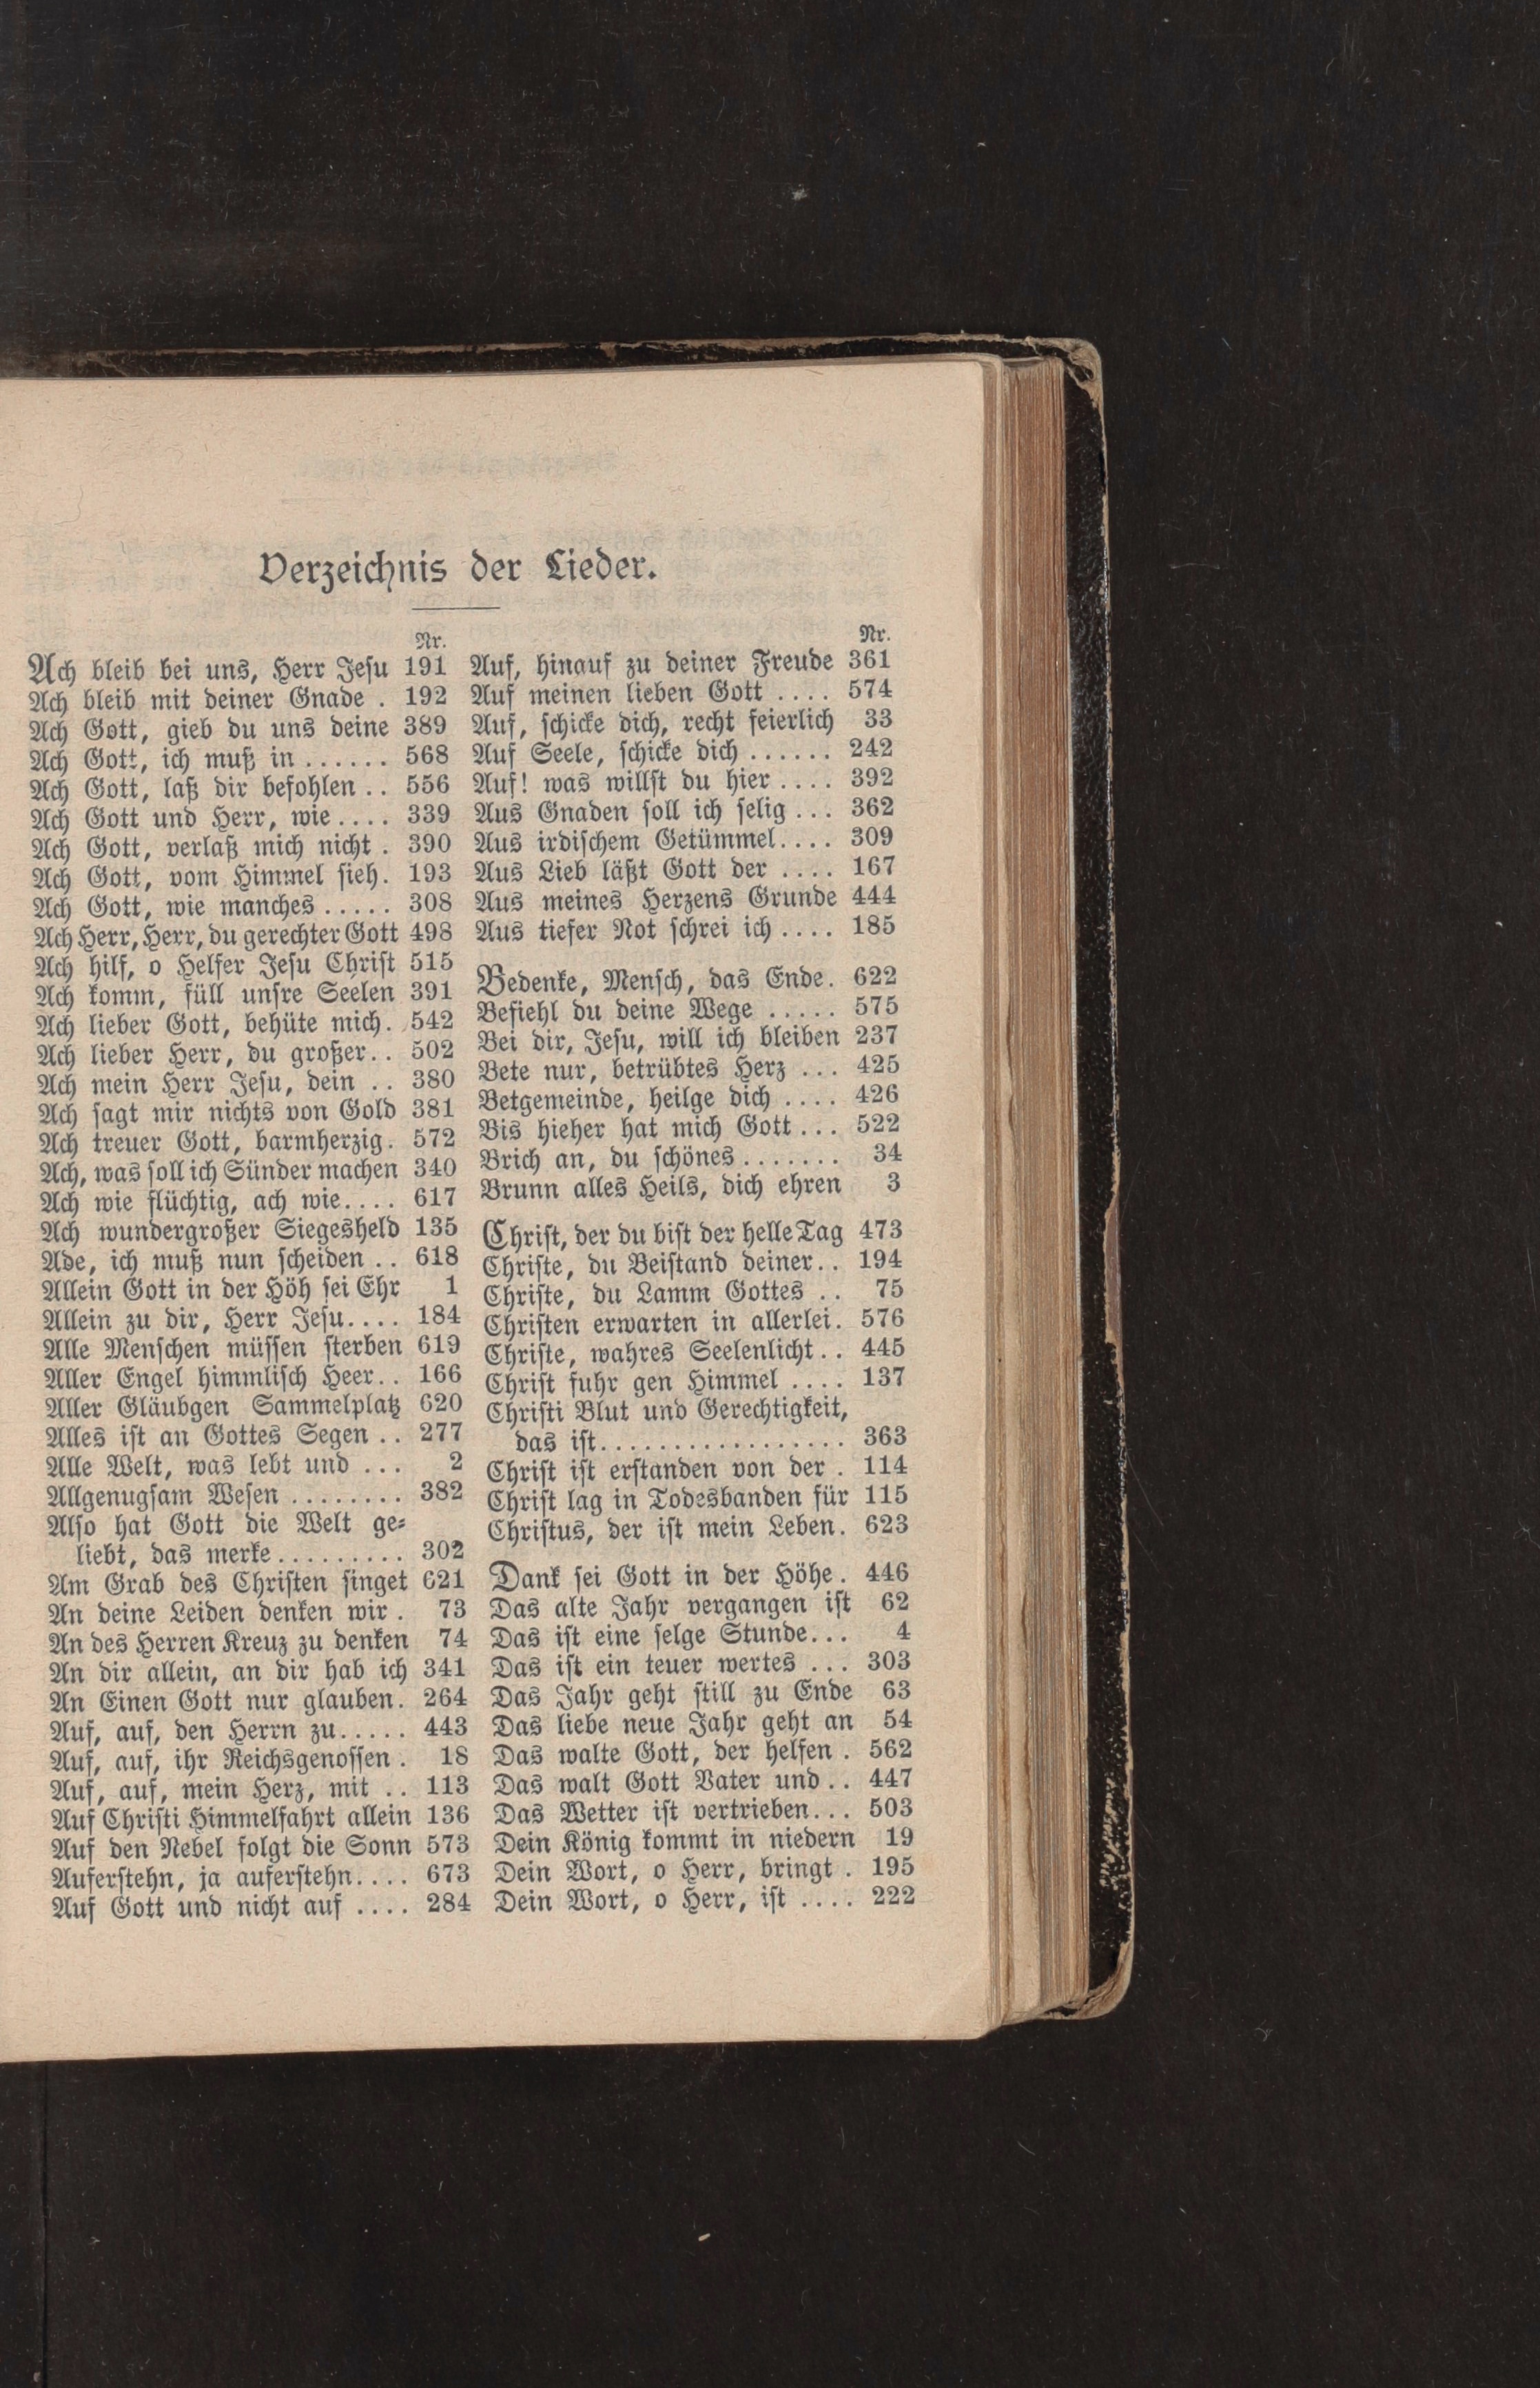 Verzeichnis der Lieder.
Nr.
Ach bleib bei uns, Herr Jesu 191
Ach bleib mit deiner Gnade . 192
Ach Gott, gieb du uns deine 389
Ach Gott, ich muß in ...... 568
Ach Gott, laß dir befohlen .. 556
Ach Gott und Herr, wie .... 339
Ach Gott, verlaß mich nicht . 390
Ach Gott, vom Himmel sieh. 193
Ach Gott, wie manches ..... 308
Ach Herr, Herr, du gerechter Gott 498
Ach hilf, o Helfer Jesu Christ 515
Ach komm, füll unsre Seelen 391
Ach lieber Gott, behüte mich. 542
Ach lieber Herr, du großer.. 502
Ach mein Herr Jesu, dein .. 380
Ach sagt mir nichts von Gold 381
Ach treuer Gott, barmherzig. 572
Ach, was soll ich Sünder machen 340
Ach wie flüchtig, ach wie.... 617
Ach wundergroßer Siegesheld 135
Ade, ich muß nun scheiden .. 618
Allein Gott in der Höh sei Ehr 1
Allein zu dir, Herr Jesu.... 184
Alle Menschen müssen sterben 619
Aller Engel himmlisch Heer.. 166
Aller Gläubgen Sammelplatz 620
Alles ist an Gottes Segen .. 277
Alle Welt, was lebt und ... 2
Allgenugsam Wesen ........ 382
Also hat Gott die Welt ge-
liebt, das merke ......... 302
Am Grab des Christen singet 621
An deine Leiden denken wir . 73
An des Herren Kreuz zu denken 74
An dir allein, an dir hab ich 341
An Einen Gott nur glauben. 264
Auf, auf, den Herrn zu..... 443
Auf, auf, ihr Reichsgenossen . 18
Auf, auf, mein Herz, mit .. 113
Auf Christi Himmelfahrt allein 136
Auf den Nebel folgt die Sonn 573
Auferstehn, ja auferstehn.... 673
Auf Gott und nicht auf .... 284
Nr.
Auf, hinauf zu deiner Freude 361
Auf meinen lieben Gott .... 574
Auf, schicke dich, recht feierlich 33
Auf Seele, schicke dich ...... 242
Auf! was willst du hier .... 392
Aus Gnaden soll ich selig ... 362
Aus irdischem Getümmel.... 309
Aus Lieb läßt Gott der .... 167
Aus meines Herzens Grunde 444
Aus tiefer Not schrei ich .... 185
Bedenke, Mensch, das Ende. 622
Befiehl du deine Wege ..... 575
Bei dir, Jesu, will ich bleiben 237
Bete nur, betrübtes Herz ... 425
Betgemeinde, heilge dich .... 426
Bis hieher hat mich Gott ... 522
Brich an, du schönes ....... 34
Brunn alles Heils, dich ehren 3
Christ, der du bist der helle Tag 473
Christe, du Beistand deiner.. 194
Christe, du Lamm Gottes .. 75
Christen erwarten in allerlei. 576
Christe, wahres Seelenlicht.. 445
Christ fuhr gen Himmel .... 137
Christi Blut und Gerechtigkeit,
das ist................. 363
Christ ist erstanden von der . 114
Christ lag in Todesbanden für 115
Christus, der ist mein Leben. 623
Dank sei Gott in der Höhe . 446
Das alte Jahr vergangen ist 62
Das ist eine selge Stunde... 4
Das ist ein teuer wertes ... 303
Das Jahr geht still zu Ende 63
Das liebe neue Jahr geht an 54
Das walte Gott, der helfen . 562
Das walt Gott Vater und .. 447
Das Wetter ist vertrieben... 503
Dein König kommt in niedern 19
Dein Wort, o Herr, bringt . 195
Dein Wort, o Herr, ist .... 222